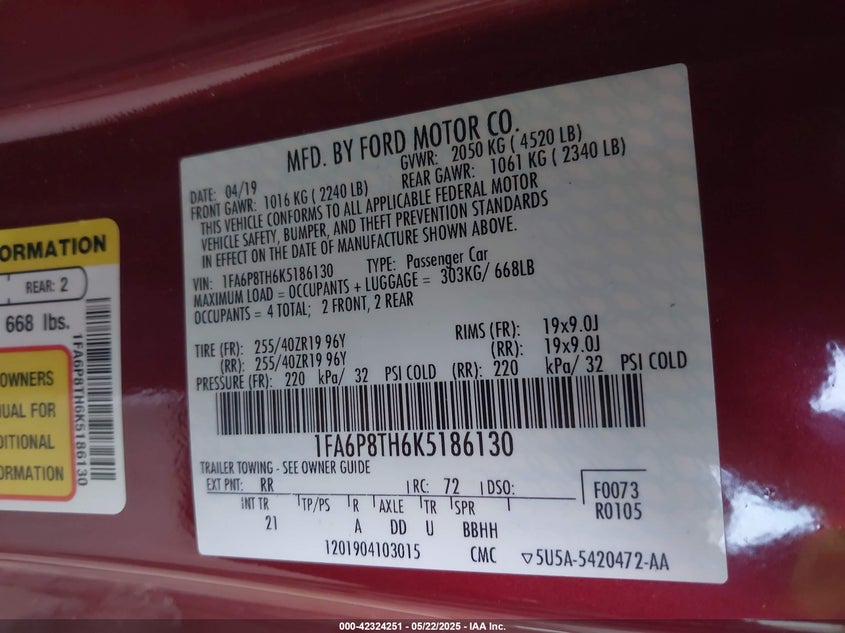 MFD. BY FORD MOTOR CO.
DATE: 04/19 GVWR: 2050 KG ( 4520 LB)
FRONT GAWR: 1016 KG ( 2240 LB) REAR GAWR: 1061 KG ( 2340 LB)
THIS VEHICLE CONFORMS TO ALL APPLICABLE FEDERAL MOTOR
VEHICLE SAFETY, BUMPER, AND THEFT PREVENTION STANDARDS
IN EFFECT ON THE DATE OF MANUFACTURE SHOWN ABOVE.
VIN: 1FA6P8TH6K5186130 TYPE: Passenger Car
MAXIMUM LOAD = OCCUPANTS + LUGGAGE = 303KG/ 668LB
OCCUPANTS = 4 TOTAL; 2 FRONT, 2 REAR
TIRE (FR): 255/40ZR19 96Y RIMS (FR): 19x9.0J
(RR): 255/40ZR19 96Y (RR): 19x9.0J
PRESSURE (FR): 220 kPa/ 32 PSI COLD (RR): 220 kPa/ 32 PSI COLD
1FA6P8TH6K5186130
TRAILER TOWING - SEE OWNER GUIDE
EXT PNT: RR RC: 72 DSO: F0073
INT TR TP/PS R AXLE TR SPR R0105
21 A DD U BBHH
1201904103015 CMC 5U5A-5420472-AA
ORMATION
REAR: 2
668 lbs.
OWNERS
NUAL FOR
DITIONAL
ORMATION
1FA6P8TH6K5186130
000-42324251 - 05/22/2025 - IAA Inc.